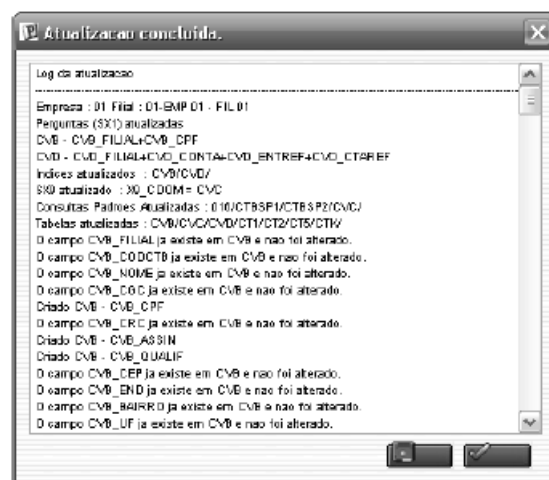 Atualizacao concluida.
Log da atualizacao
--------------------------------------------------------------------------------
Empresa : 01 Filial : 01-EMP 01 - FIL 01
Perguntas (SX1) atualizadas
CVB - CVB_FILIAL+CVB_CPF
CVD - CVD_FILIAL+CVD_CONTA+CVD_ENTREF+CVD_CTAREF
Indices atualizados : CVB/CVD/
SX9 atualizado : X9_CDOM = CVC
Consultas Padroes Atualizadas : 016/CTBSP1/CTBSP2/CVC/
Tabelas atualizadas : CVB/CVC/CVD/CT1/CT2/CT5/CTK/
O campo CVB_FILIAL ja existe em CVB e nao foi alterado.
O campo CVB_CODCTB ja existe em CVB e nao foi alterado.
O campo CVB_NOME ja existe em CVB e nao foi alterado.
O campo CVB_CGC ja existe em CVB e nao foi alterado.
Criado CVB - CVB_CPF
O campo CVB_CRC ja existe em CVB e nao foi alterado.
Criado CVB - CVB_ASSIN
Criado CVB - CVB_QUALIF
O campo CVB_CEP ja existe em CVB e nao foi alterado.
O campo CVB_END ja existe em CVB e nao foi alterado.
O campo CVB_BAIRRO ja existe em CVB e nao foi alterado.
O campo CVB_UF ja existe em CVB e nao foi alterado.